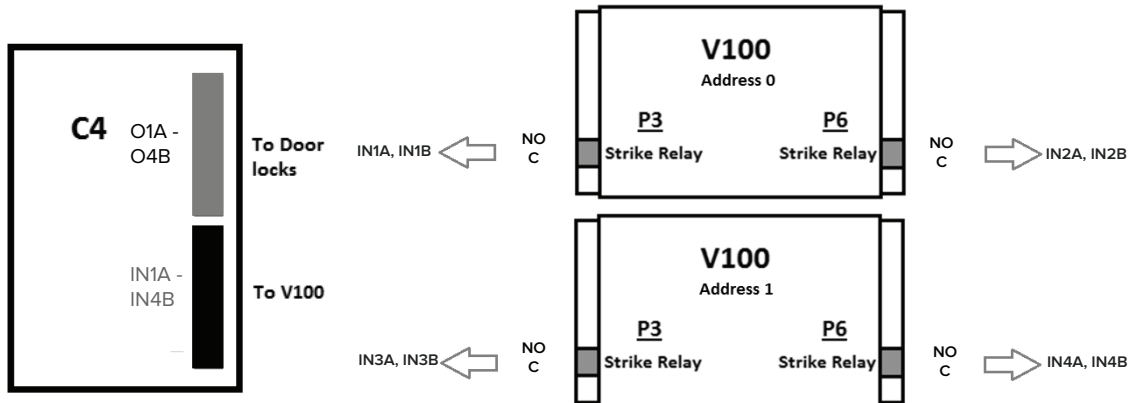 C4
O1A -
O4B
To Door
locks
IN1A -
IN4B
To V100
IN1A, IN1B
NO
C
V100
Address 0
P3
Strike Relay
P6
Strike Relay
NO
C
IN2A, IN2B
IN3A, IN3B
NO
C
V100
Address 1
P3
Strike Relay
P6
Strike Relay
NO
C
IN4A, IN4B